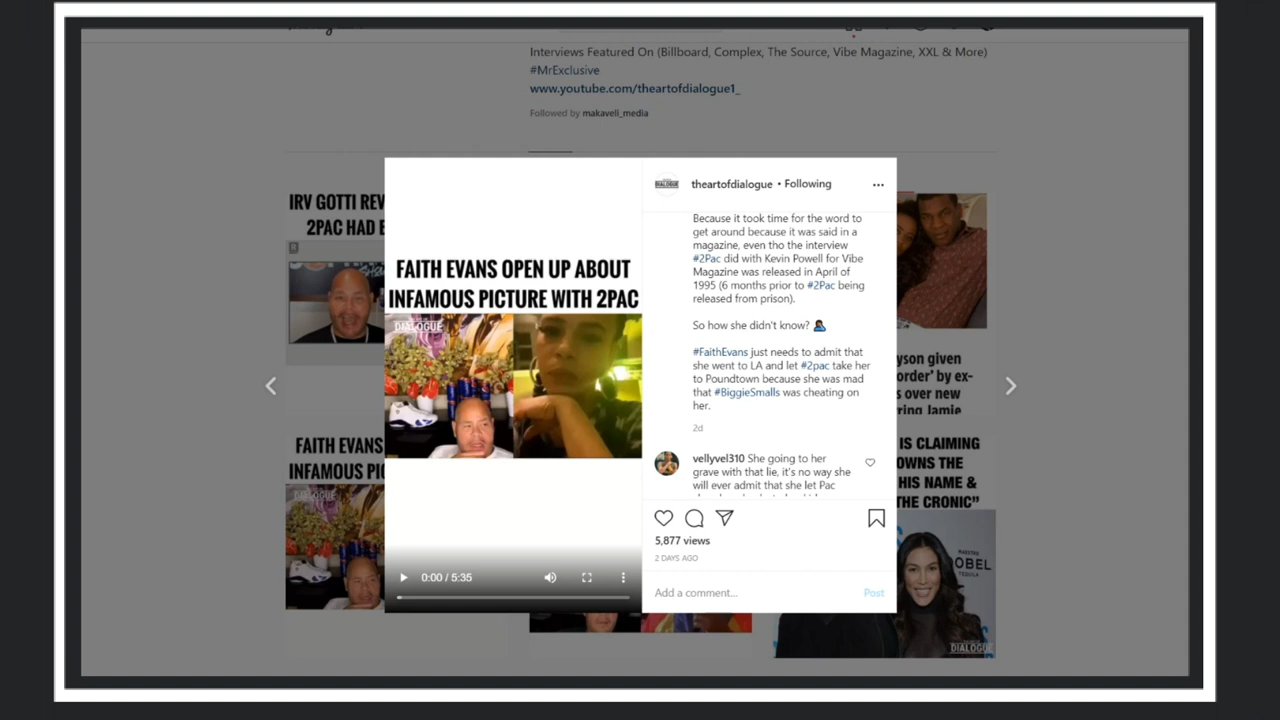 Interviews Featured On (Billboard, Complex, The Source, Vibe Magazine, XXL & More)
#MrExclusive
www.youtube.com/theartofdialogue1_
Followed by makaveli_media
IRV GOTTI REV
2PAC HAD E
FAITH EVANS
INFAMOUS PIC
FAITH EVANS OPEN UP ABOUT
INFAMOUS PICTURE WITH 2PAC
DIALOGUE
0:00 / 5:35
DIALOGUE
theartofdialogue • Following
Because it took time for the word to
get around because it was said in a
magazine, even tho the interview
#2Pac did with Kevin Powell for Vibe
Magazine was released in April of
1995 (6 months prior to #2Pac being
released from prison).
So how she didn't know?
#FaithEvans just needs to admit that
she went to LA and let #2pac take her
to Poundtown because she was mad
that #BiggieSmalls was cheating on
her.
2d
vellyvel310 She going to her
grave with that lie, it's no way she
will ever admit that she let Pac
5,877 views
2 DAYS AGO
Add a comment...
Post
yson given
order' by ex-
s over new
ring Jamie
IS CLAIMING
OWNS THE
HIS NAME &
THE CRONIC”
MAESTRO
OBEL
TEQUILA
DIALOGUE